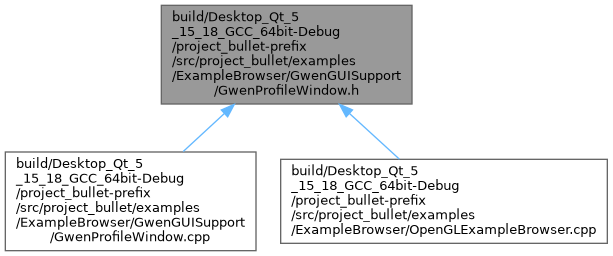 build/Desktop_Qt_5
_15_18_GCC_64bit-Debug
/project_bullet-prefix
/src/project_bullet/examples
/ExampleBrowser/GwenGUISupport
/GwenProfileWindow.h
build/Desktop_Qt_5
_15_18_GCC_64bit-Debug
/project_bullet-prefix
/src/project_bullet/examples
/ExampleBrowser/GwenGUISupport
/GwenProfileWindow.cpp
build/Desktop_Qt_5
_15_18_GCC_64bit-Debug
/project_bullet-prefix
/src/project_bullet/examples
/ExampleBrowser/OpenGLExampleBrowser.cpp